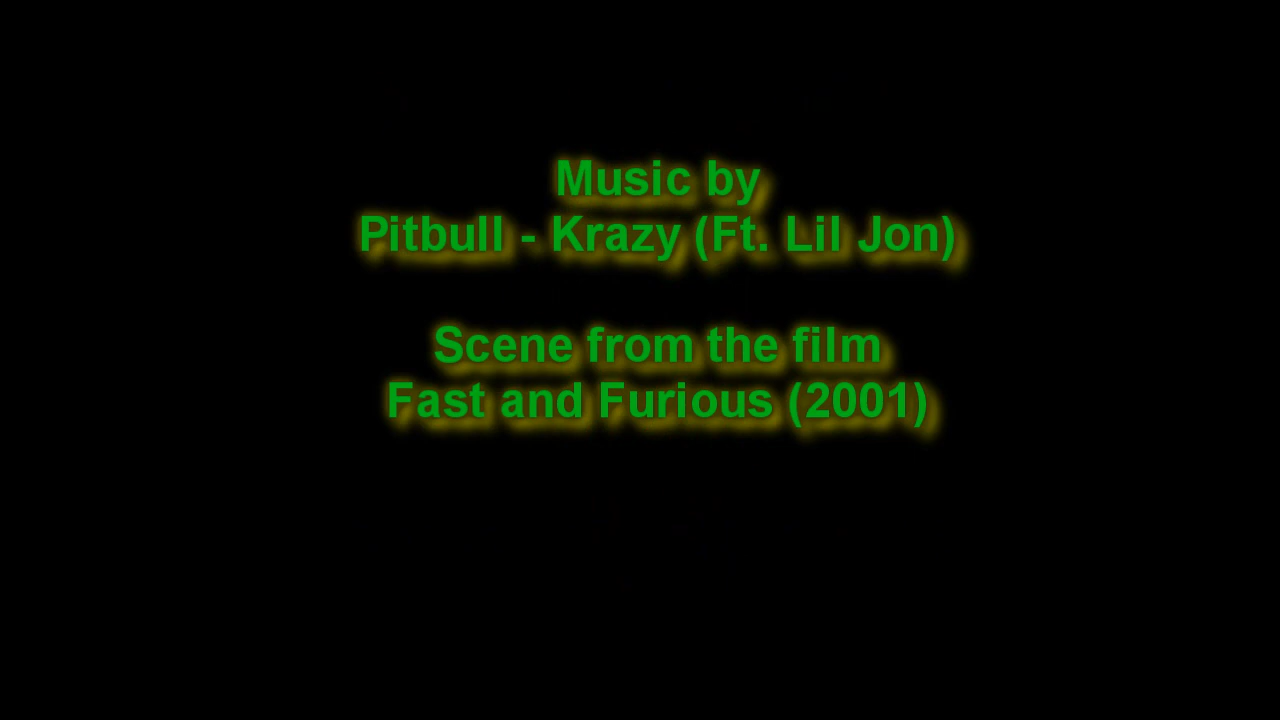 Music by
Pitbull - Krazy (Ft. Lil Jon)
Scene from the film
Fast and Furious (2001)